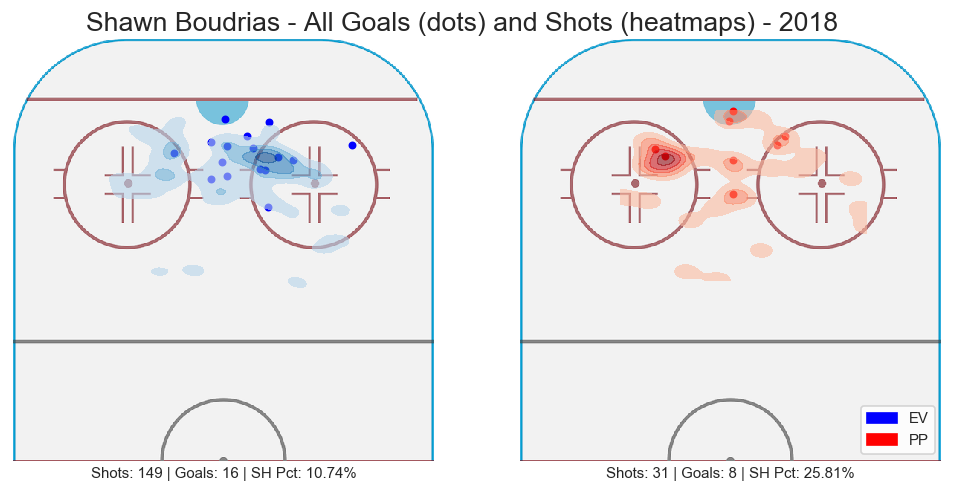 Shawn Boudrias - All Goals (dots) and Shots (heatmaps) - 2018
EV
PP
Shots: 149 | Goals: 16 | SH Pct: 10.74%
Shots: 31 | Goals: 8 | SH Pct: 25.81%